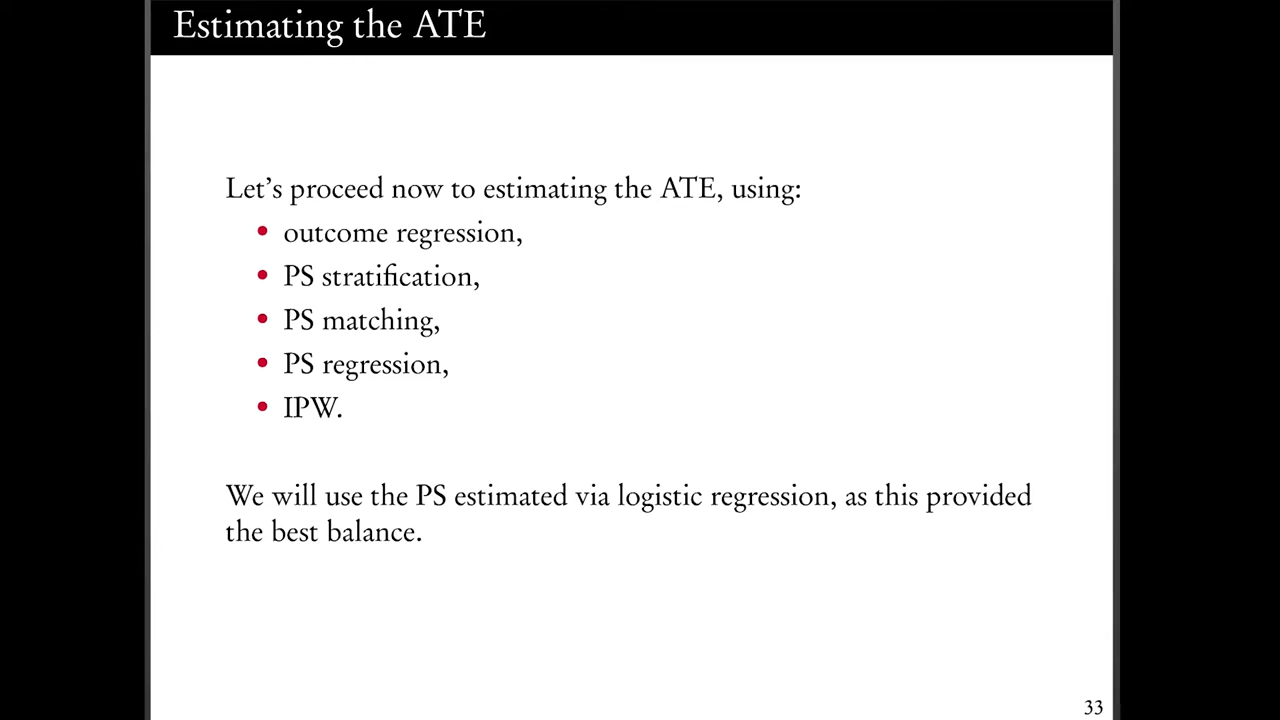 Estimating the ATE
Let's proceed now to estimating the ATE, using:
• outcome regression,
• PS stratification,
• PS matching,
• PS regression,
• IPW.
We will use the PS estimated via logistic regression, as this provided
the best balance.
33